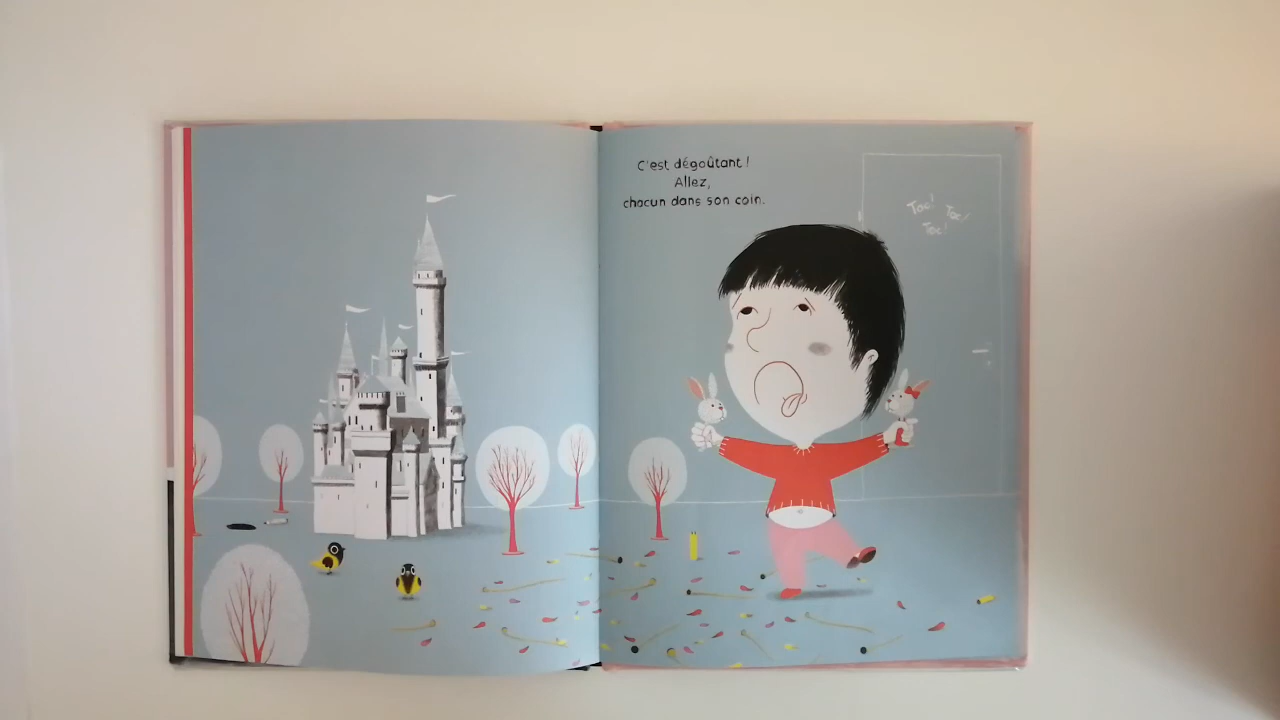 C'est dégoûtant !
Allez,
chacun dans son coin.
Toc! Toc!
Toc!